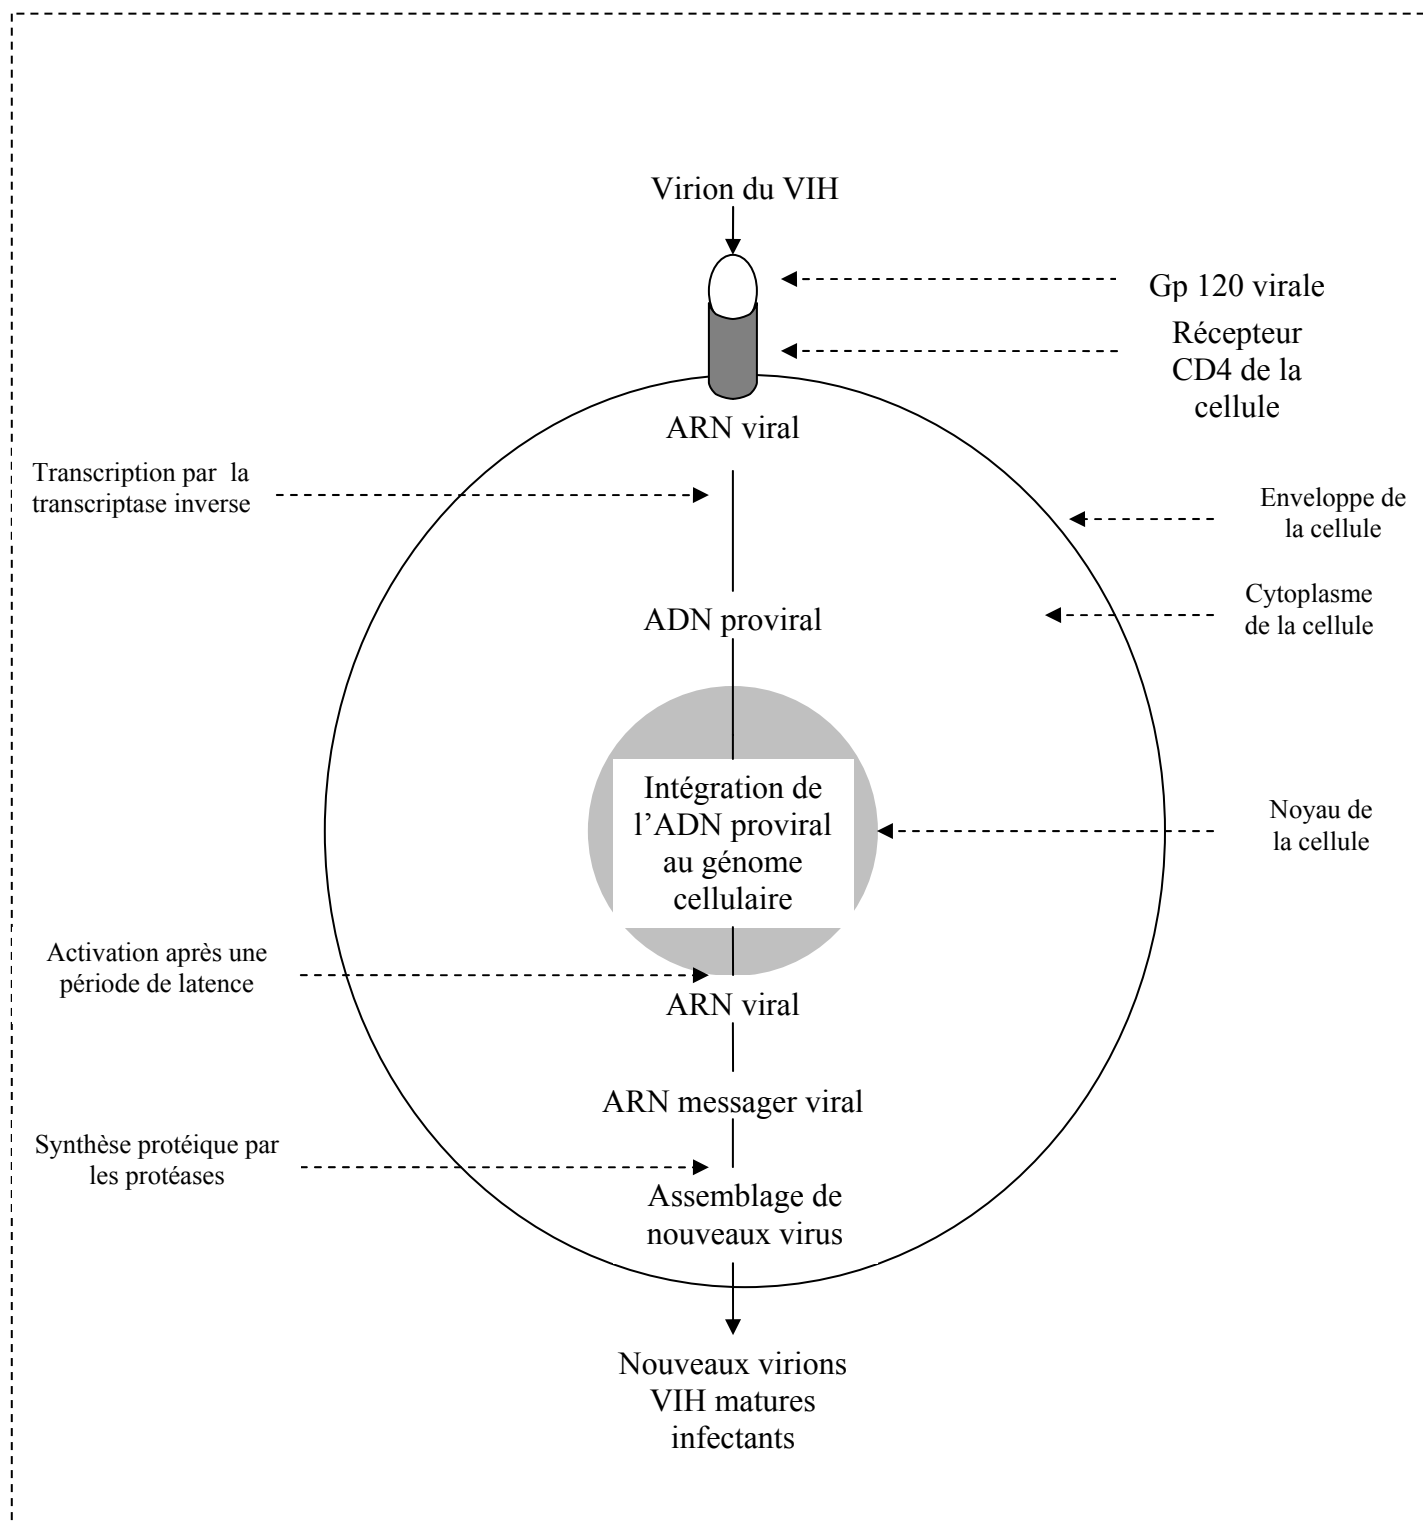 Virion du VIH
Gp 120 virale
Récepteur
CD4 de la
cellule
ARN viral
Transcription par la
transcriptase inverse
Enveloppe de
la cellule
Cytoplasme
de la cellule
ADN proviral
Intégration de
l’ADN proviral
au génome
cellulaire
Noyau de
la cellule
Activation après une
période de latence
ARN viral
ARN messager viral
Synthèse protéique par
les protéases
Assemblage de
nouveaux virus
Nouveaux virions
VIH matures
infectants